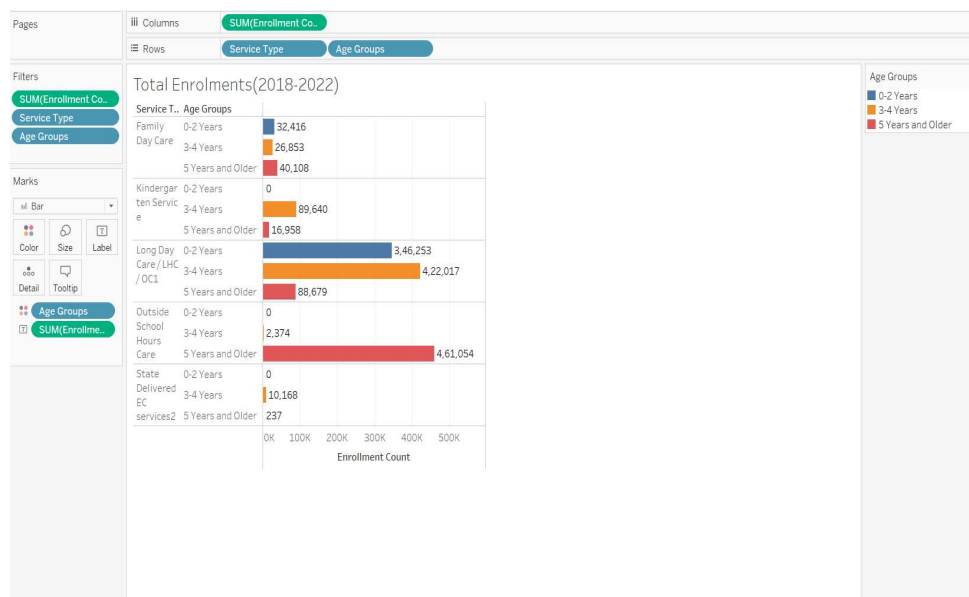 Pages
iii Columns
SUM(Enrollment Co..
Rows
Service Type
Age Groups
Filters
SUM(Enrollment Co..
Service Type
Age Groups
Marks
Bar
Color
Size
Label
Detail
Tooltip
Age Groups
SUM(Enrollme..
Total Enrolments(2018-2022)
Service T.. Age Groups
Family
Day Care
0-2 Years 32,416
3-4 Years 26,853
5 Years and Older 40,108
Kindergar
ten Servic
e
0-2 Years 0
3-4 Years 89,640
5 Years and Older 16,958
Long Day
Care / LHC
/ OC1
0-2 Years 3,46,253
3-4 Years 4,22,017
5 Years and Older 88,679
Outside
School
Hours
Care
0-2 Years 0
3-4 Years 2,374
5 Years and Older 4,61,054
State
Delivered
EC
services2
0-2 Years 0
3-4 Years 10,168
5 Years and Older 237
0K 100K 200K 300K 400K 500K
Enrollment Count
Age Groups
0-2 Years
3-4 Years
5 Years and Older